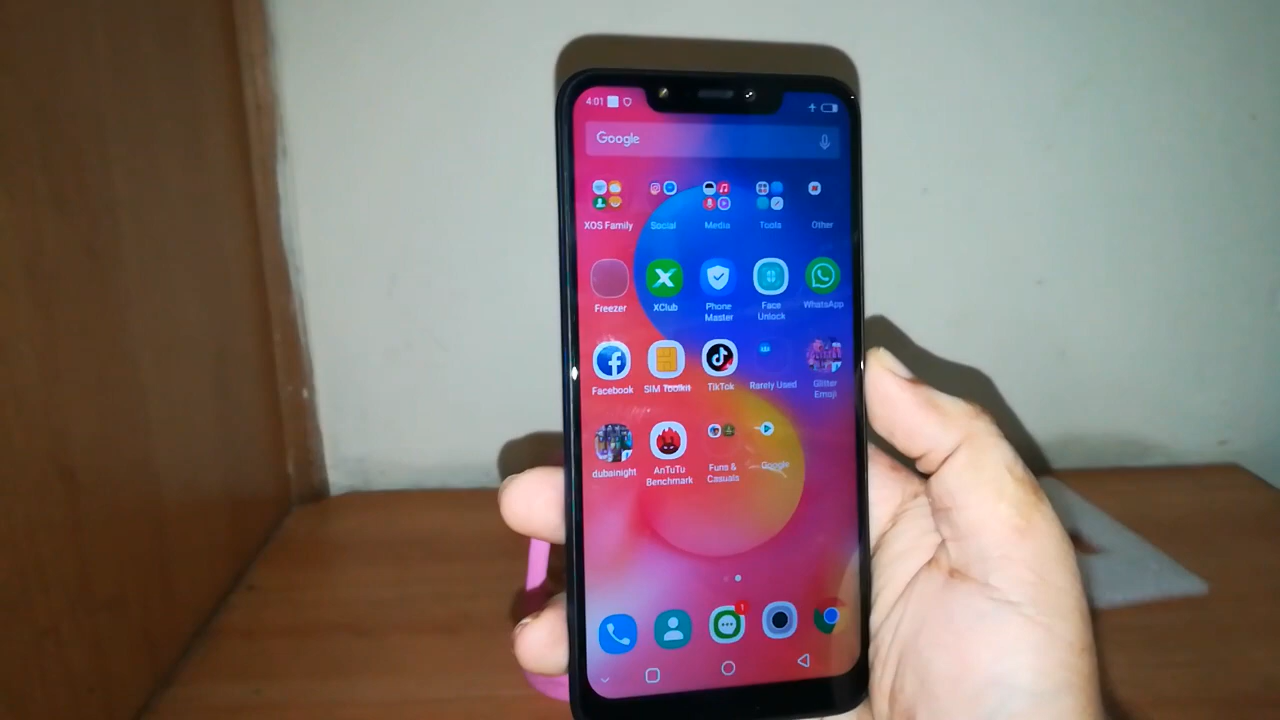 4:01
Google
XOS Family Social Media Tools Other
Freezer XClub Phone Master Face Unlock WhatsApp
Facebook SIM Toolkit TikTok Rarely Used Glitter Emoji
dubainight AnTuTu Benchmark Funs & Casuals Google
1